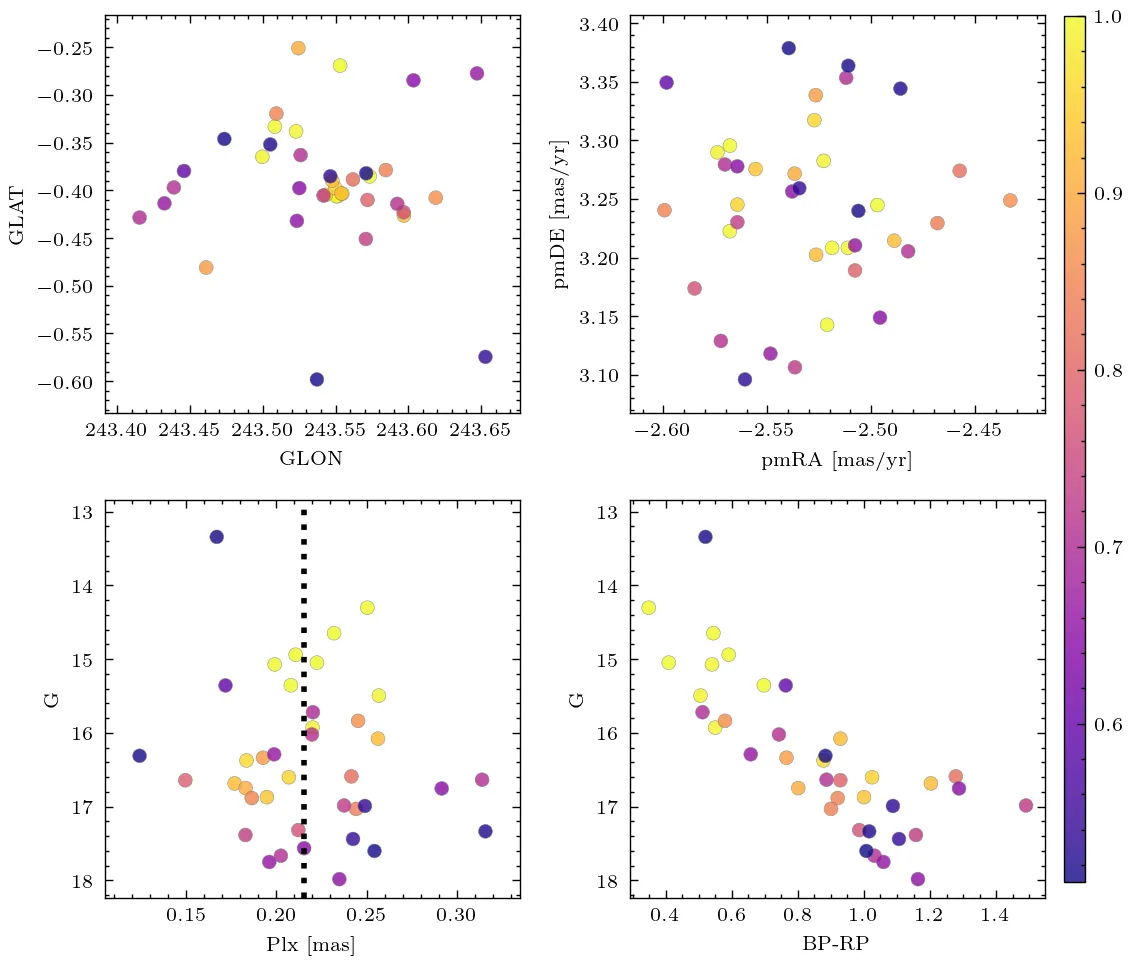 −0.25
−0.30
−0.35
−0.40
−0.45
−0.50
−0.55
−0.60
GLAT
243.40 243.45 243.50 243.55 243.60 243.65
GLON
3.40
3.35
3.30
3.25
3.20
3.15
3.10
pmDE [mas/yr]
−2.60 −2.55 −2.50 −2.45
pmRA [mas/yr]
13
14
15
16
17
18
G
0.15 0.20 0.25 0.30
Plx [mas]
13
14
15
16
17
18
G
0.4 0.6 0.8 1.0 1.2 1.4
BP-RP
1.0
0.9
0.8
0.7
0.6